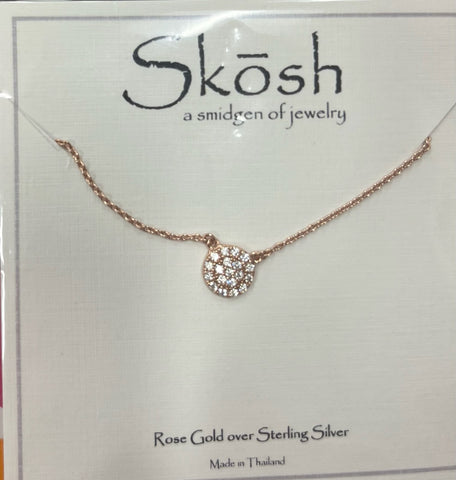 Skōsh
a smidgen of jewelry
Rose Gold over Sterling Silver
Made in Thailand